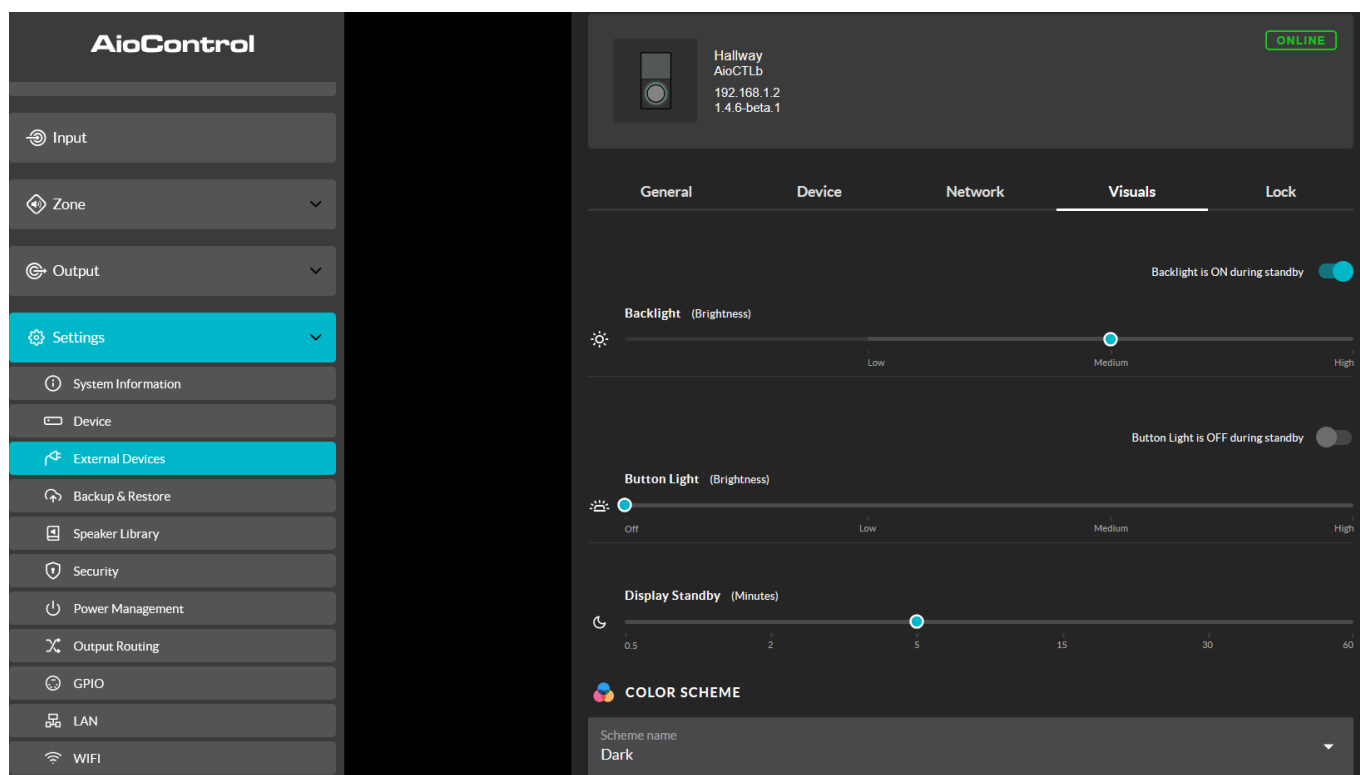 AioControl
Input
Zone
Output
Settings
System Information
Device
External Devices
Backup & Restore
Speaker Library
Security
Power Management
Output Routing
GPIO
LAN
WIFI
ONLINE
Hallway
AioCTLb
192.168.1.2
1.4.6-beta.1
General Device Network Visuals Lock
Backlight is ON during standby
Backlight (Brightness)
Low Medium High
Button Light is OFF during standby
Button Light (Brightness)
Off Low Medium High
Display Standby (Minutes)
0.5 2 5 15 30 60
COLOR SCHEME
Scheme name
Dark